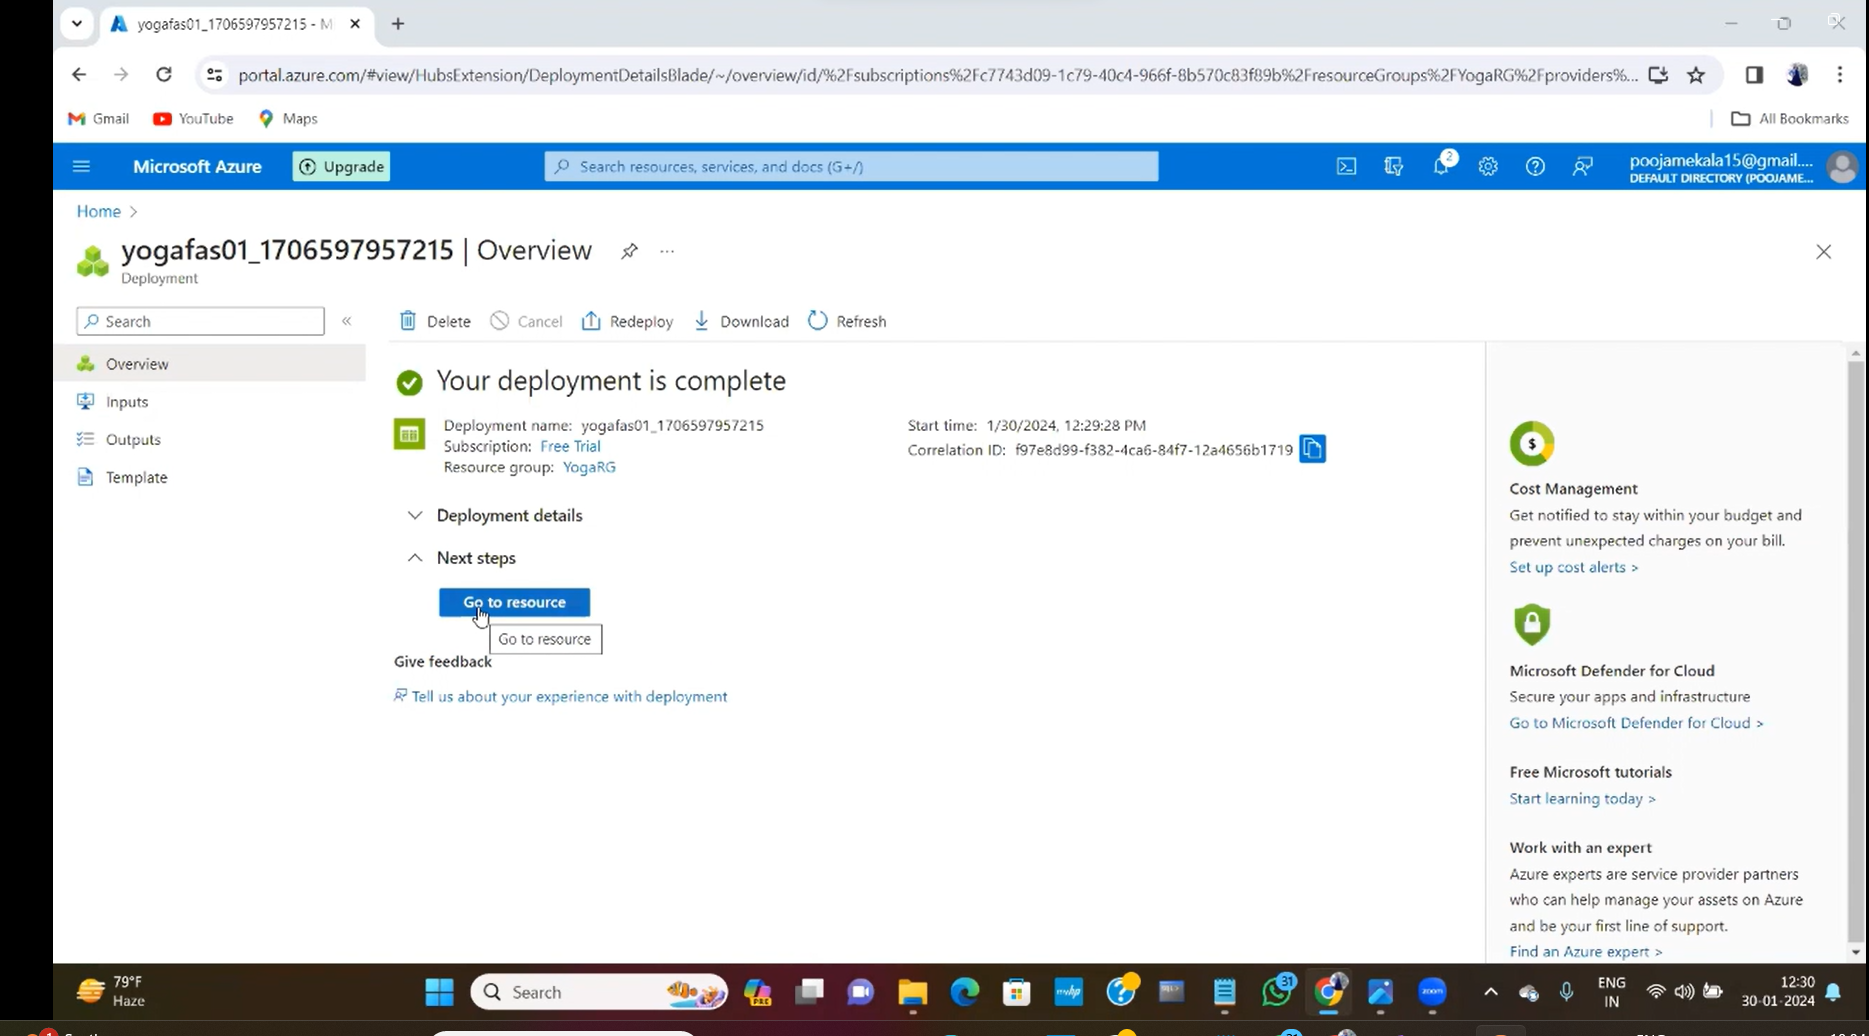 yogafas01_1706597957215 - M
portal.azure.com/#view/HubsExtension/DeploymentDetailsBlade/~/overview/id/%2Fsubscriptions%2Fc7743d09-1c79-40c4-966f-8b570c83f89b%2FresourceGroups%2FYogaRG%2Fproviders%...
Gmail YouTube Maps All Bookmarks
Microsoft Azure Upgrade Search resources, services, and docs (G+/) 2 poojamekala15@gmail....
DEFAULT DIRECTORY (POOJAME...
Home >
yogafas01_1706597957215 | Overview ...
Deployment
Search « Delete Cancel Redeploy Download Refresh
Overview
Inputs
Outputs
Template
Your deployment is complete
Deployment name: yogafas01_1706597957215
Subscription: Free Trial
Resource group: YogaRG
Start time: 1/30/2024, 12:29:28 PM
Correlation ID: f97e8d99-f382-4ca6-84f7-12a4656b1719
Deployment details
Next steps
Go to resource
Go to resource
Give feedback
Tell us about your experience with deployment
Cost Management
Get notified to stay within your budget and
prevent unexpected charges on your bill.
Set up cost alerts >
Microsoft Defender for Cloud
Secure your apps and infrastructure
Go to Microsoft Defender for Cloud >
Free Microsoft tutorials
Start learning today >
Work with an expert
Azure experts are service provider partners
who can help manage your assets on Azure
and be your first line of support.
Find an Azure expert >
79°F
Haze
Search
PRE
myhp
31
zoom
ENG
IN
12:30
30-01-2024